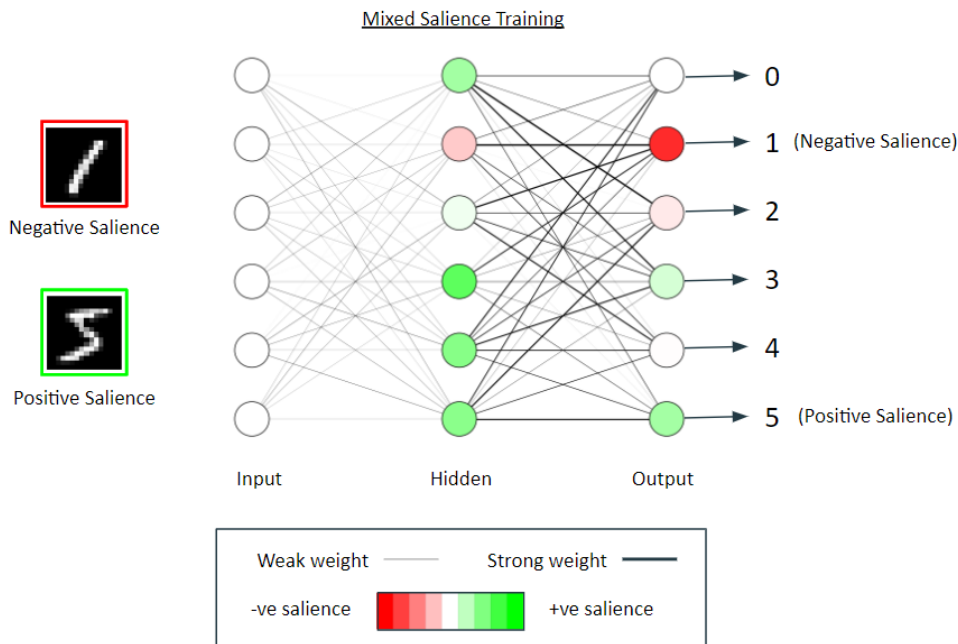 Mixed Salience Training
0
1 (Negative Salience)
Negative Salience
2
3
4
Positive Salience
5 (Positive Salience)
Input Hidden Output
Weak weight Strong weight
-ve salience +ve salience